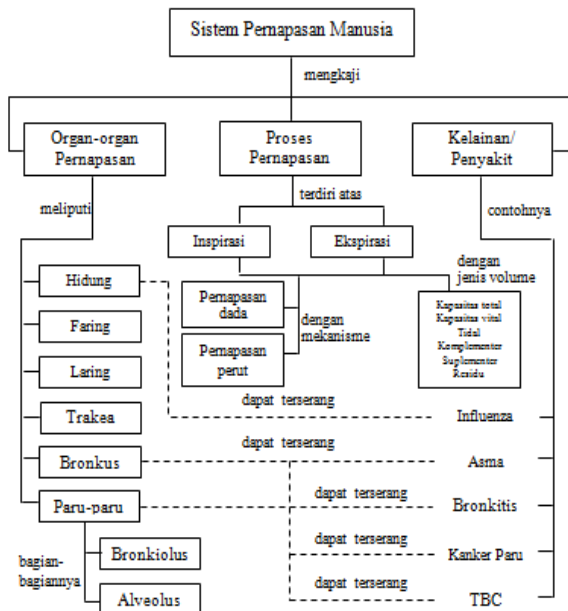 Sistem Pernapasan Manusia
mengkaji
Organ-organ
Pernapasan
Proses
Pernapasan
Kelainan/
Penyakit
meliputi
terdiri atas
contohnya
Inspirasi
Ekspirasi
dengan
jenis volume
Hidung
Faring
Laring
Trakea
Bronkus
Paru-paru
Pernapasan
dada
Pernapasan
perut
dengan
mekanisme
Kapasitas total
Kapasitas vital
Tidal
Komplementer
Suplementer
Residu
dapat terserang
Influenza
dapat terserang
Asma
dapat terserang
Bronkitis
dapat terserang
Kanker Paru
dapat terserang
TBC
bagian-
bagiannya
Bronkiolus
Alveolus